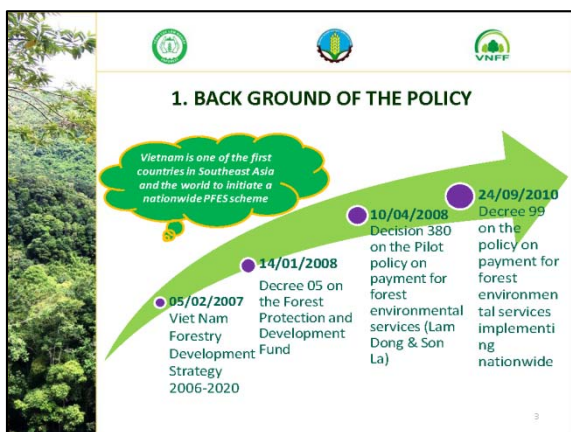 VNFF
1. BACK GROUND OF THE POLICY
Vietnam is one of the first
countries in Southeast Asia
and the world to initiate a
nationwide PFES scheme
05/02/2007
Viet Nam
Forestry
Development
Strategy
2006-2020
14/01/2008
Decree 05 on
the Forest
Protection and
Development
Fund
10/04/2008
Decision 380
on the Pilot
policy on
payment for
forest
environmental
services (Lam
Dong & Son
La)
24/09/2010
Decree 99
on the
policy on
payment for
forest
environmen
tal services
implementi
ng
nationwide
3